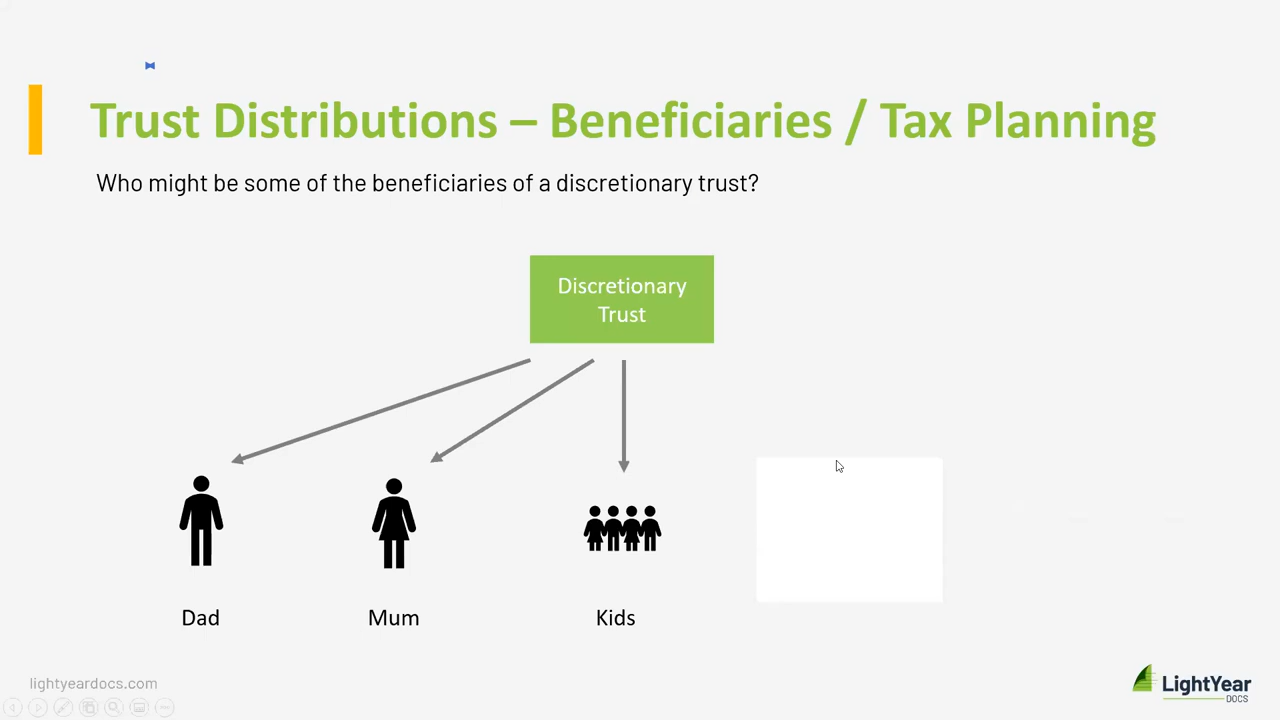 Trust Distributions – Beneficiaries / Tax Planning
Who might be some of the beneficiaries of a discretionary trust?
Discretionary
Trust
Dad
Mum
Kids
lightyeardocs.com
LightYear
DOCS